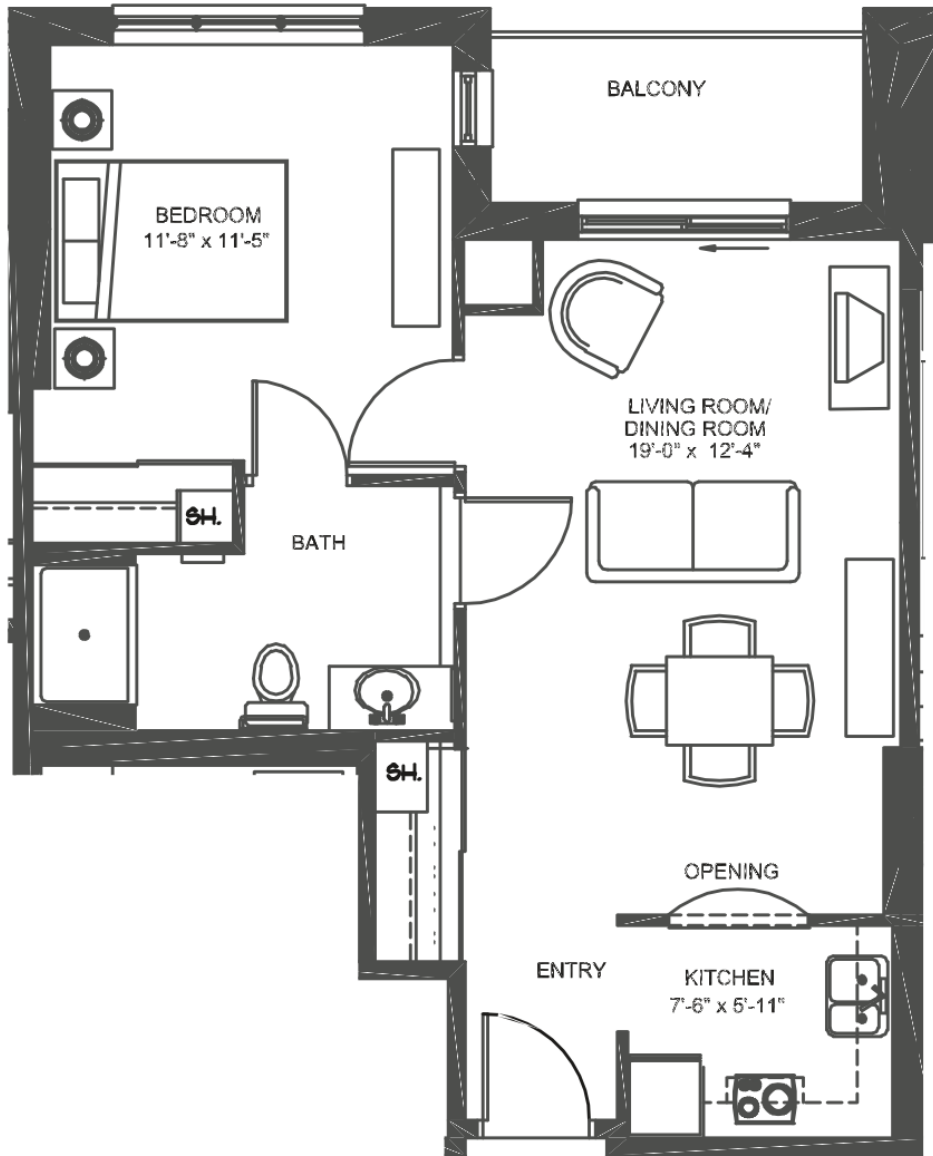 BALCONY
BEDROOM
11'-8" x 11'-5"
LIVING ROOM/
DINING ROOM
19'-0" x 12'-4"
SH.
BATH
SH.
OPENING
ENTRY
KITCHEN
7'-6" x 5'-11"